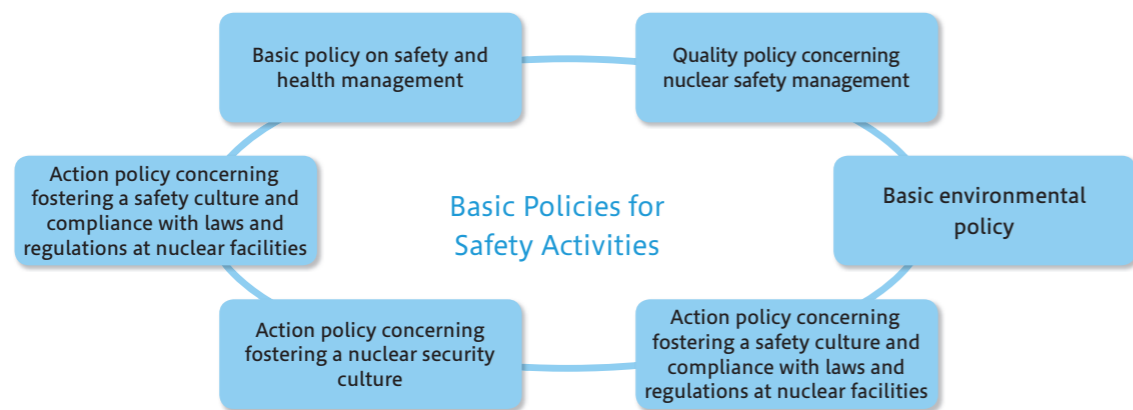 Basic policy on safety and
health management
Quality policy concerning
nuclear safety management
Action policy concerning
fostering a safety culture and
compliance with laws and
regulations at nuclear facilities
Basic Policies for
Safety Activities
Basic environmental
policy
Action policy concerning
fostering a nuclear security
culture
Action policy concerning
fostering a safety culture and
compliance with laws and
regulations at nuclear facilities